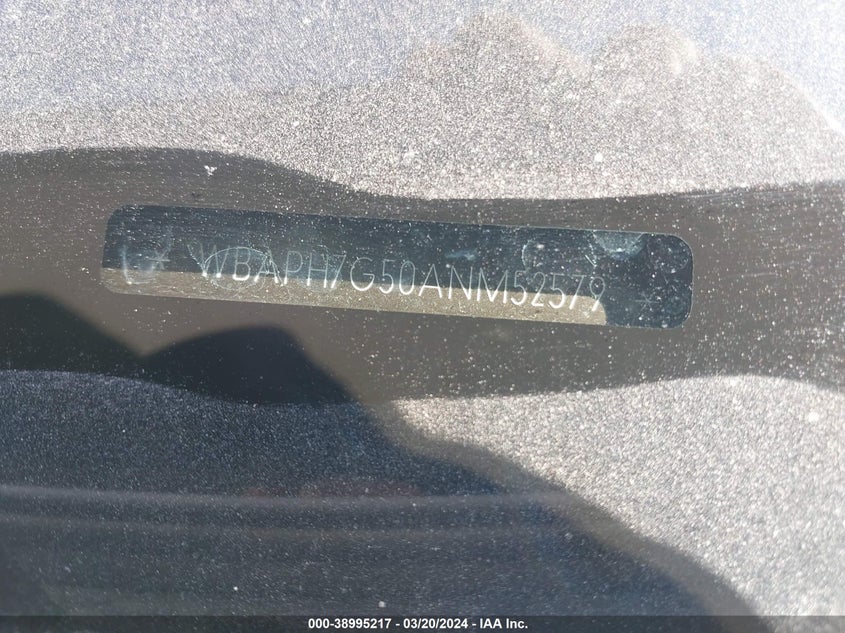 * WBAPH7G50ANM52579 *
000-38995217 - 03/20/2024 - IAA Inc.